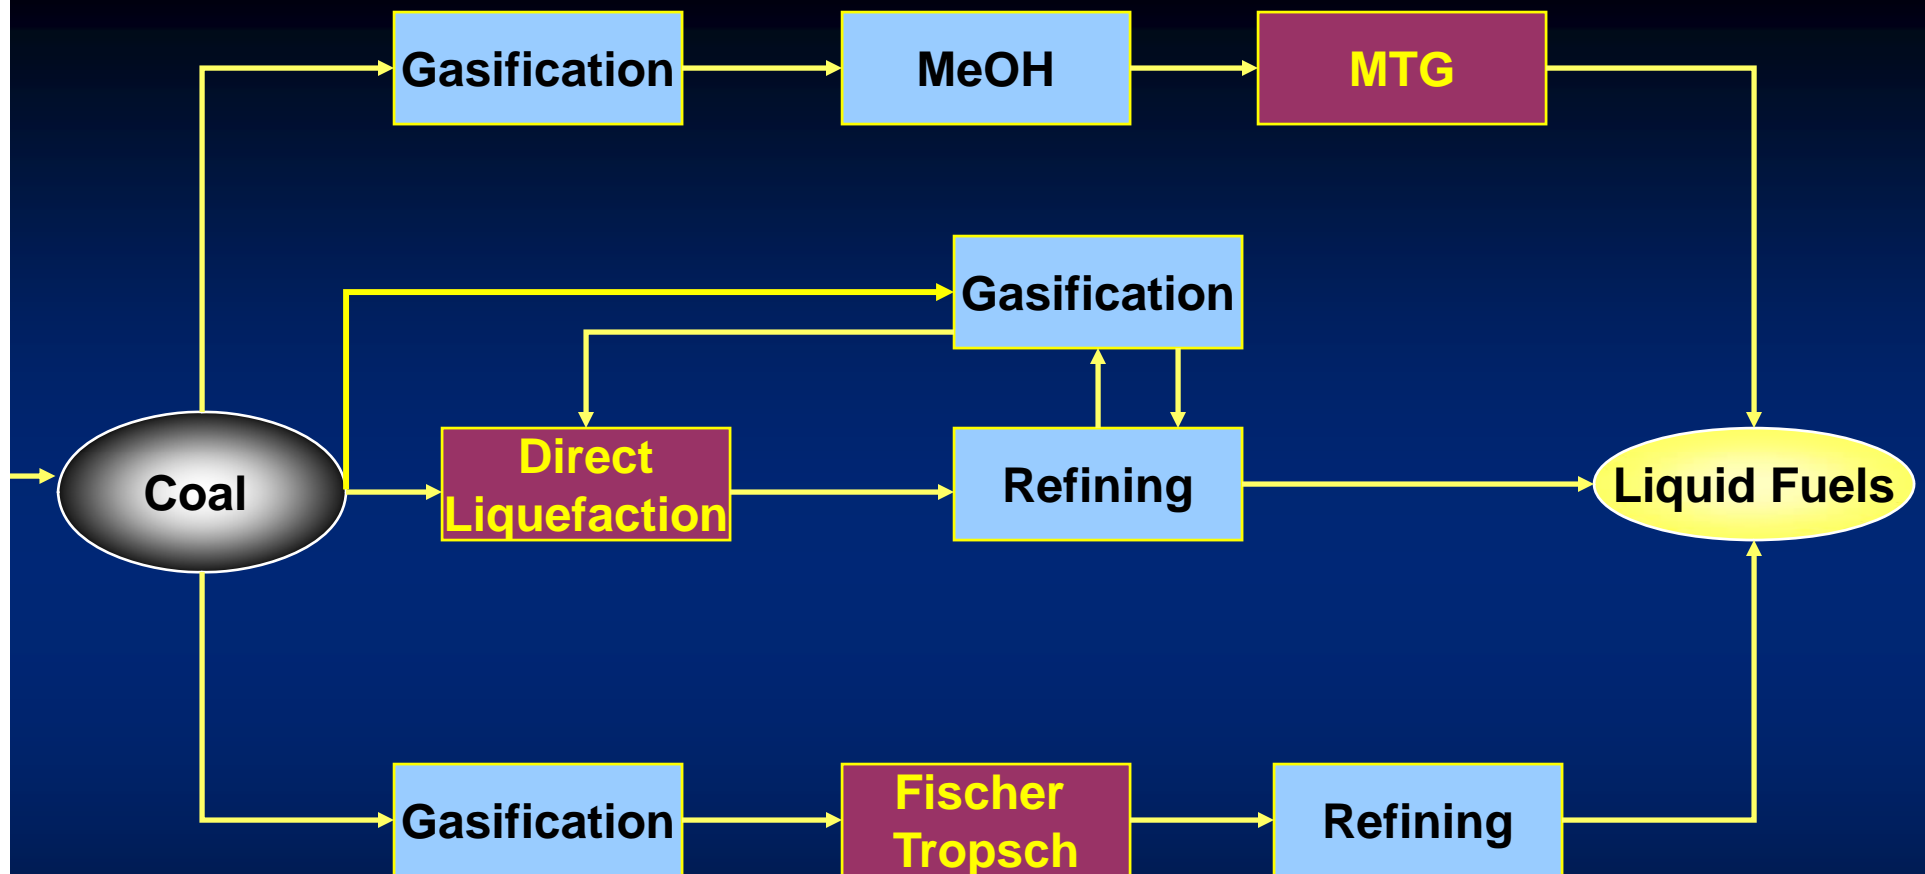 Gasification
MeOH
MTG
Gasification
Coal
Direct
Liquefaction
Refining
Liquid Fuels
Gasification
Fischer
Tropsch
Refining